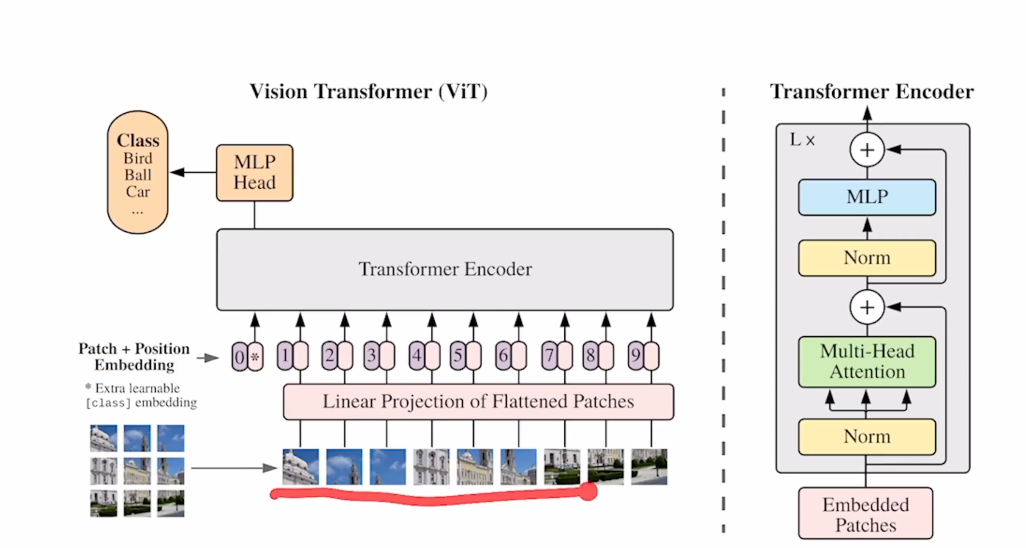 Vision Transformer (ViT)
Class
Bird
Ball
Car
...
MLP
Head
Transformer Encoder
Patch + Position
Embedding
* Extra learnable
[class] embedding
0 *
1
2
3
4
5
6
7
8
9
Linear Projection of Flattened Patches
Transformer Encoder
L ×
+
MLP
Norm
+
Multi-Head
Attention
Norm
Embedded
Patches